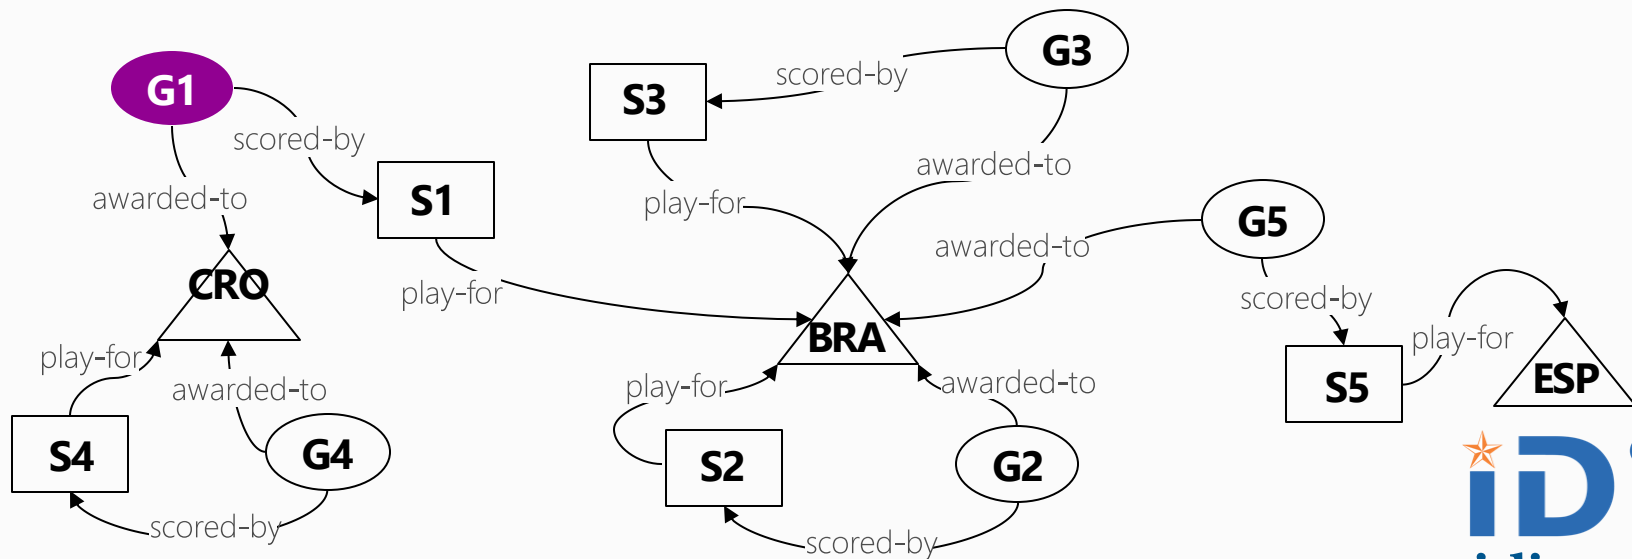 G1
scored-by
awarded-to
S1
play-for
CRO
play-for
awarded-to
S4
G4
scored-by
S3
scored-by
G3
play-for
awarded-to
BRA
awarded-to
G5
scored-by
play-for
S5
ESP
play-for
S2
awarded-to
G2
scored-by
iD